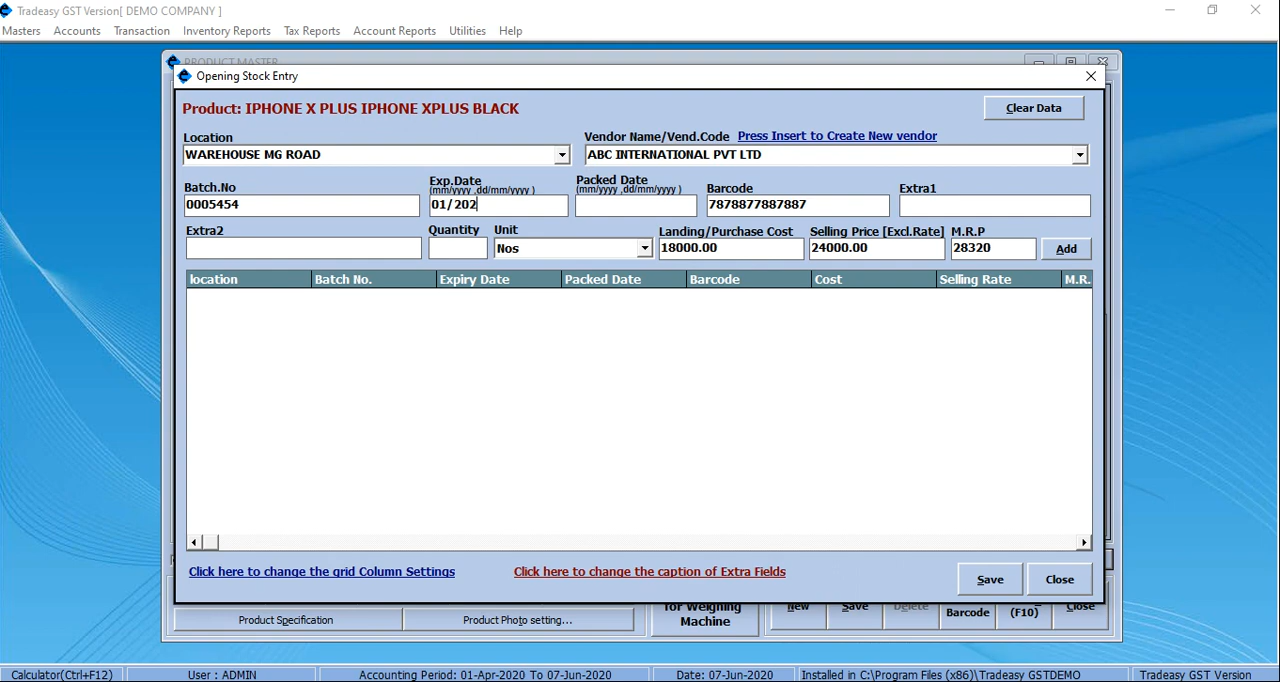 Tradeasy GST Version[ DEMO COMPANY ]
Masters Accounts Transaction Inventory Reports Tax Reports Account Reports Utilities Help
PRODUCT MASTER
Opening Stock Entry
Product: IPHONE X PLUS IPHONE XPLUS BLACK
Clear Data
Location
Vendor Name/Vend.Code Press Insert to Create New vendor
WAREHOUSE MG ROAD
ABC INTERNATIONAL PVT LTD
Batch.No
Exp.Date
(mm/yyyy ,dd/mm/yyyy )
Packed Date
(mm/yyyy ,dd/mm/yyyy )
Barcode
Extra1
0005454
01/202
7878877887887
Extra2 Quantity Unit Landing/Purchase Cost Selling Price [Excl.Rate] M.R.P
Nos 18000.00 24000.00 28320 Add
location Batch No. Expiry Date Packed Date Barcode Cost Selling Rate M.R.
Click here to change the grid Column Settings
Click here to change the caption of Extra Fields
Save Close
Product Specification Product Photo setting...
for Weighing
Machine
New Save Delete Barcode (F10) Close
Calculator(Ctrl+F12) User : ADMIN Accounting Period: 01-Apr-2020 To 07-Jun-2020 Date: 07-Jun-2020 Installed in C:\Program Files (x86)\Tradeasy GSTDEMO Tradeasy GST Version